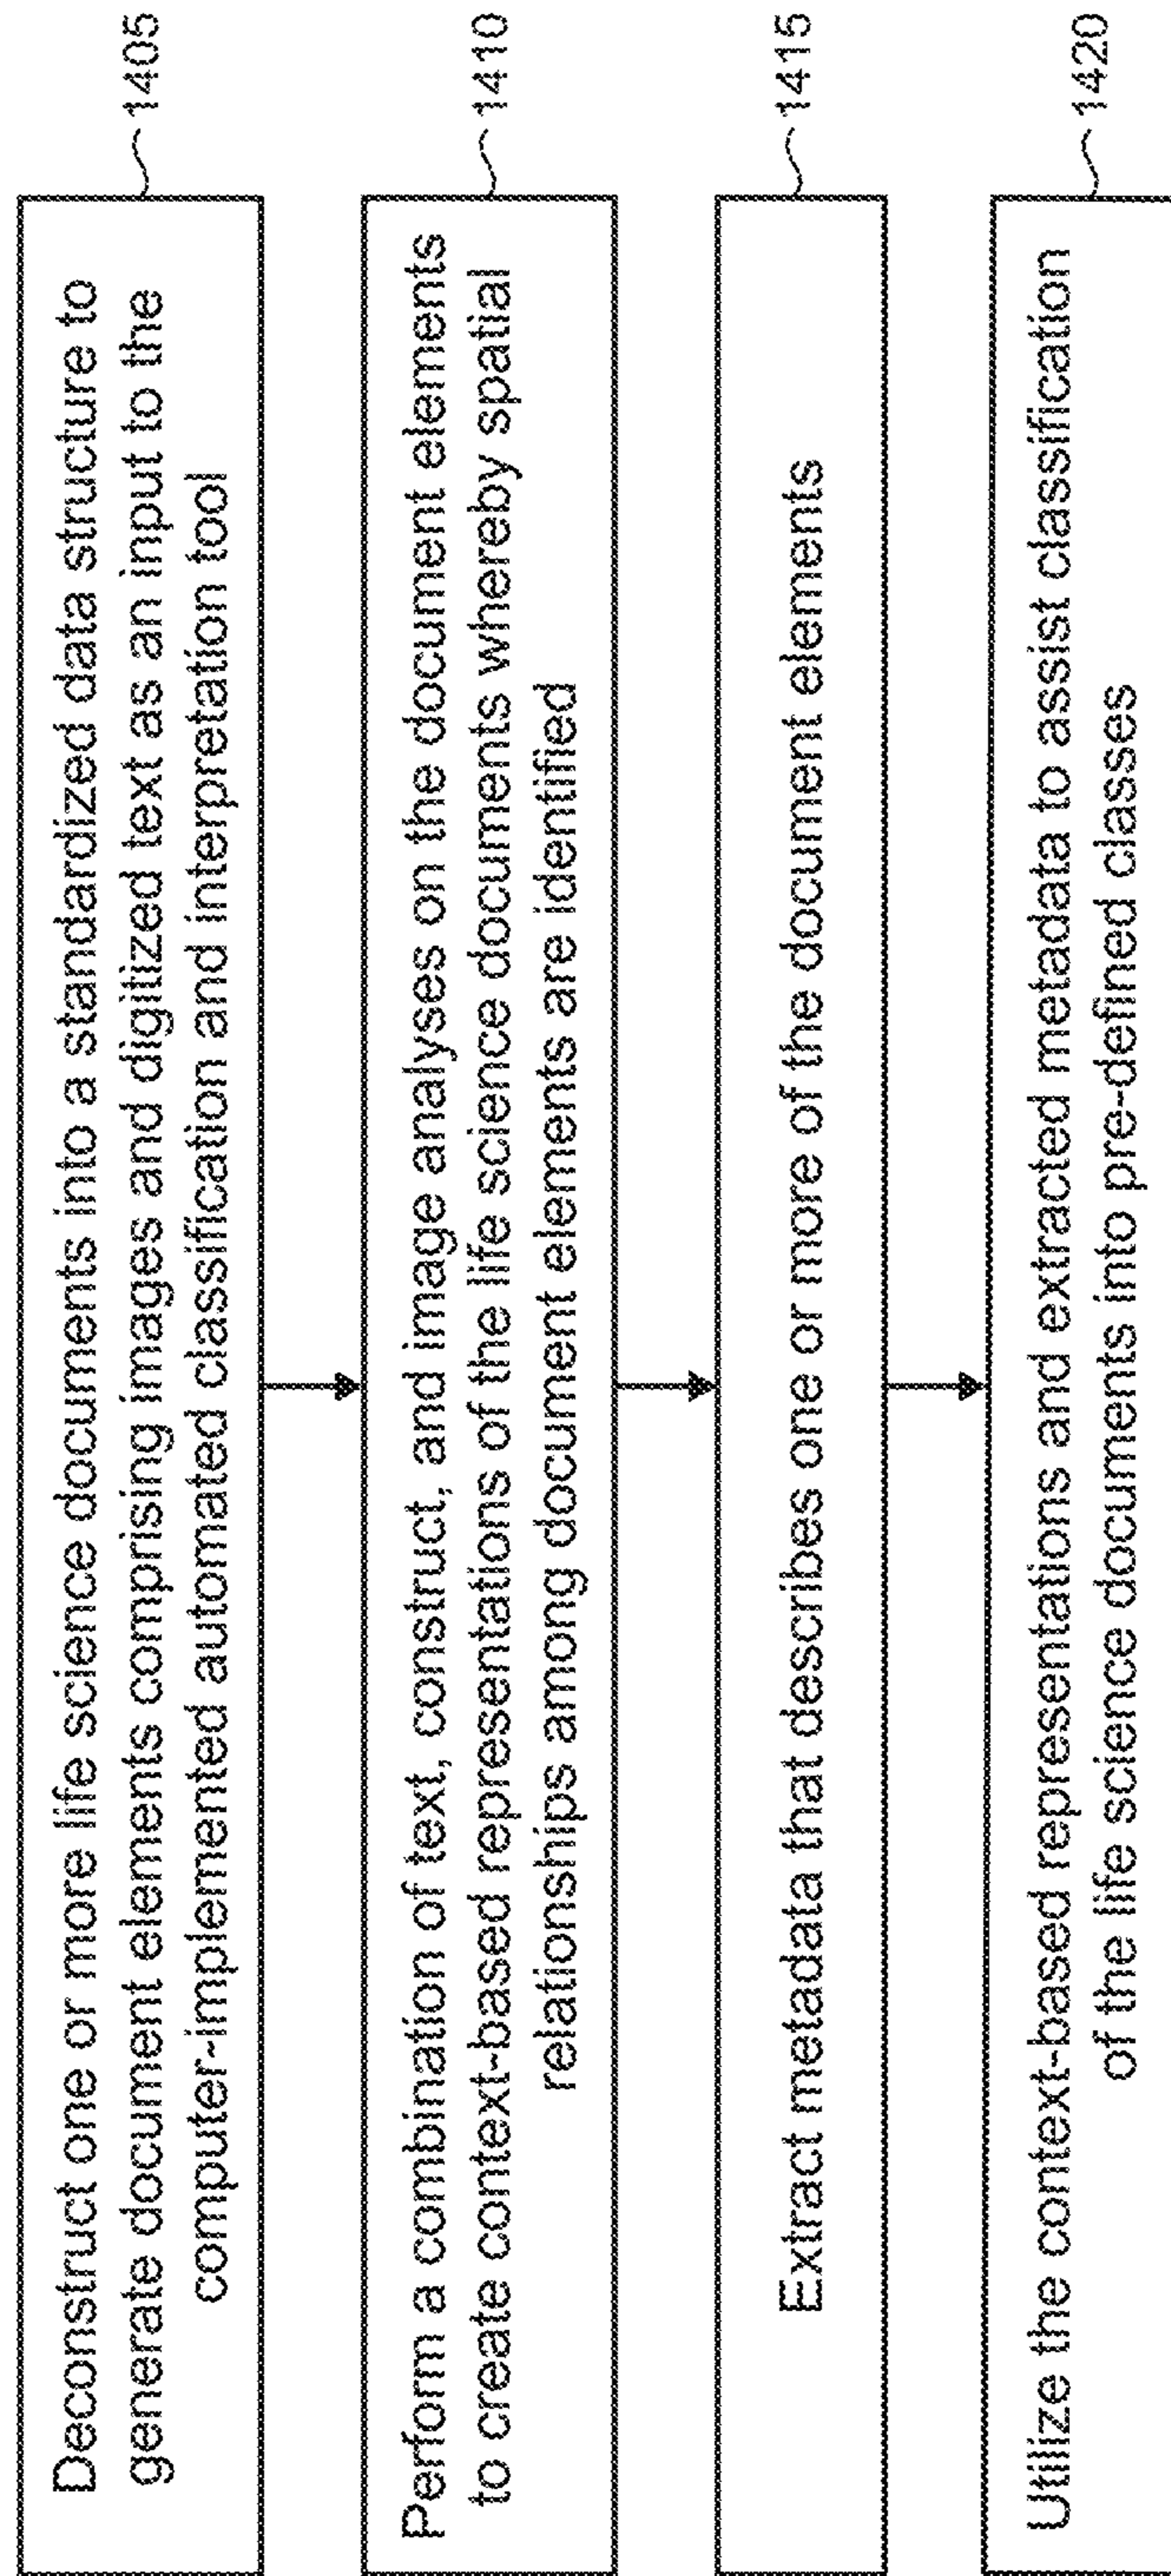 Deconstruct one or more life science documents into a standardized data structure to
generate document elements comprising images and digitized text as an input to the
computer-implemented automated classification and interpretation tool
1405
Perform a combination of text, construct, and image analyses on the document elements
to create context-based representations of the life science documents whereby spatial
relationships among document elements are identified
1410
Extract metadata that describes one or more of the document elements
1415
Utilize the context-based representations and extracted metadata to assist classification
of the life science documents into pre-defined classes
1420